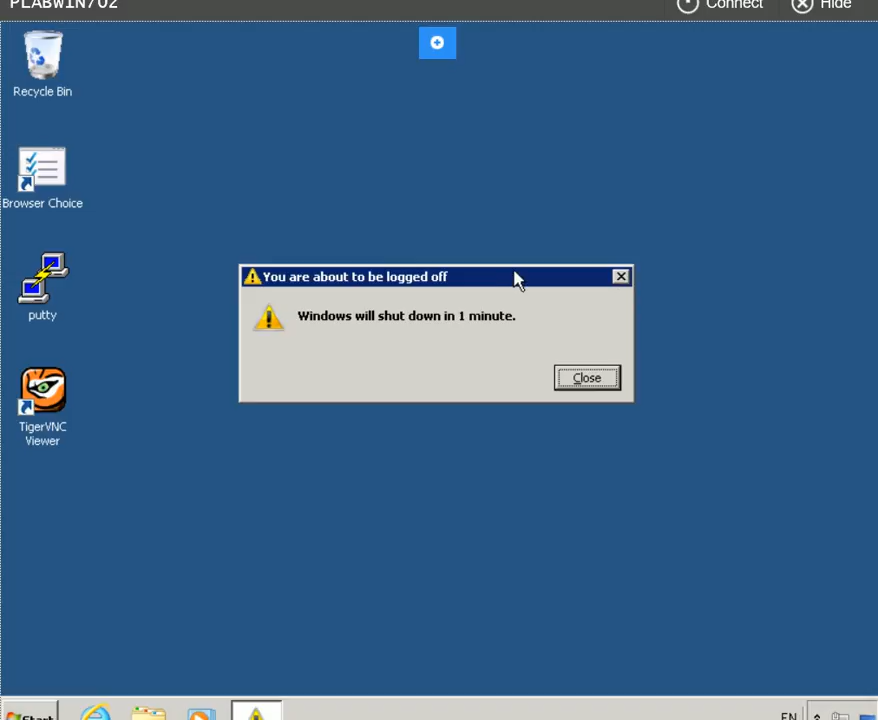 PLABWIN702
Connect
Hide
Recycle Bin
Browser Choice
putty
TigerVNC
Viewer
You are about to be logged off
Windows will shut down in 1 minute.
Close
Start
EN